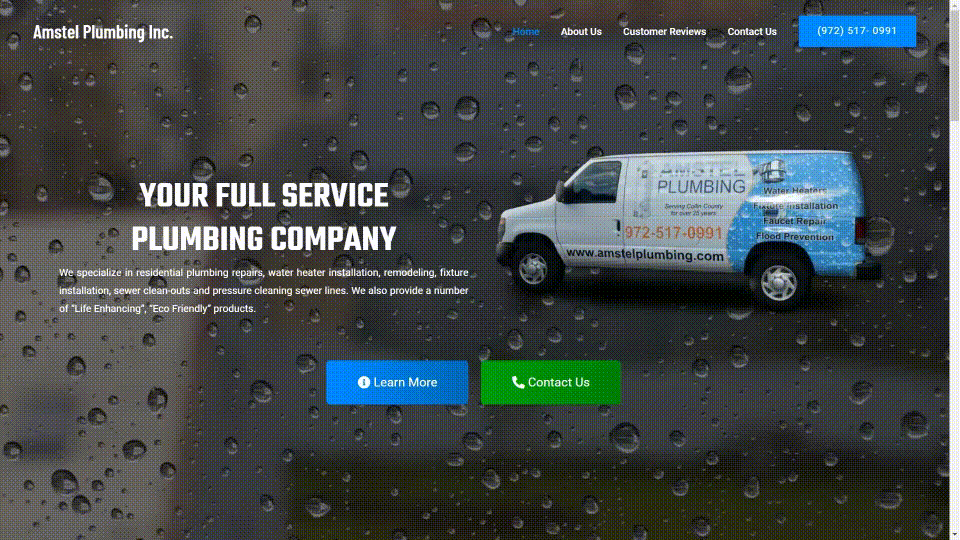 Amstel Plumbing Inc.
Home
About Us
Customer Reviews
Contact Us
(972) 517- 0991
YOUR FULL SERVICE
PLUMBING COMPANY
We specialize in residential plumbing repairs, water heater installation, remodeling, fixture
installation, sewer clean-outs and pressure cleaning sewer lines. We also provide a number
of “Life Enhancing”, “Eco Friendly” products.
AMSTEL
PLUMBING
Serving Collin County
for over 25 years
972-517-0991
www.amstelplumbing.com
Water Heaters
Fixture Installation
Faucet Repair
Flood Prevention
Learn More
Contact Us